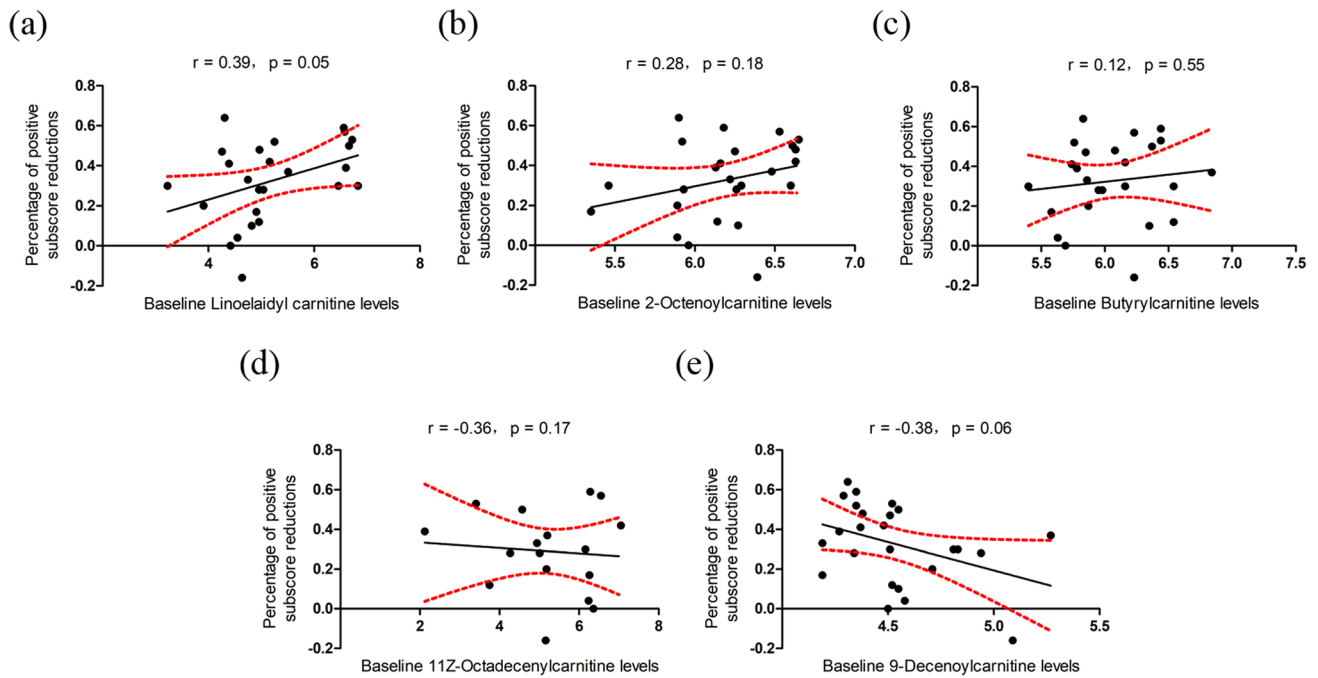 (a)
r = 0.39, p = 0.05
Percentage of positive
subscore reductions
0.8
0.6
0.4
0.2
0.0
-0.2
4
6
8
Baseline Linoelaidyl carnitine levels
(b)
r = 0.28, p = 0.18
Percentage of positive
subscore reductions
0.8
0.6
0.4
0.2
0.0
-0.2
5.5
6.0
6.5
7.0
Baseline 2-Octenoylcarnitine levels
(c)
r = 0.12, p = 0.55
Percentage of positive
subscore reductions
0.8
0.6
0.4
0.2
0.0
-0.2
5.5
6.0
6.5
7.0
7.5
Baseline Butyrylcarnitine levels
(d)
r = -0.36, p = 0.17
Percentage of positive
subscore reductions
0.8
0.6
0.4
0.2
0.0
-0.2
2
4
6
8
Baseline 11Z-Octadecenylcarnitine levels
(e)
r = -0.38, p = 0.06
Percentage of positive
subscore reductions
0.8
0.6
0.4
0.2
0.0
-0.2
4.5
5.0
5.5
Baseline 9-Decenoylcarnitine levels